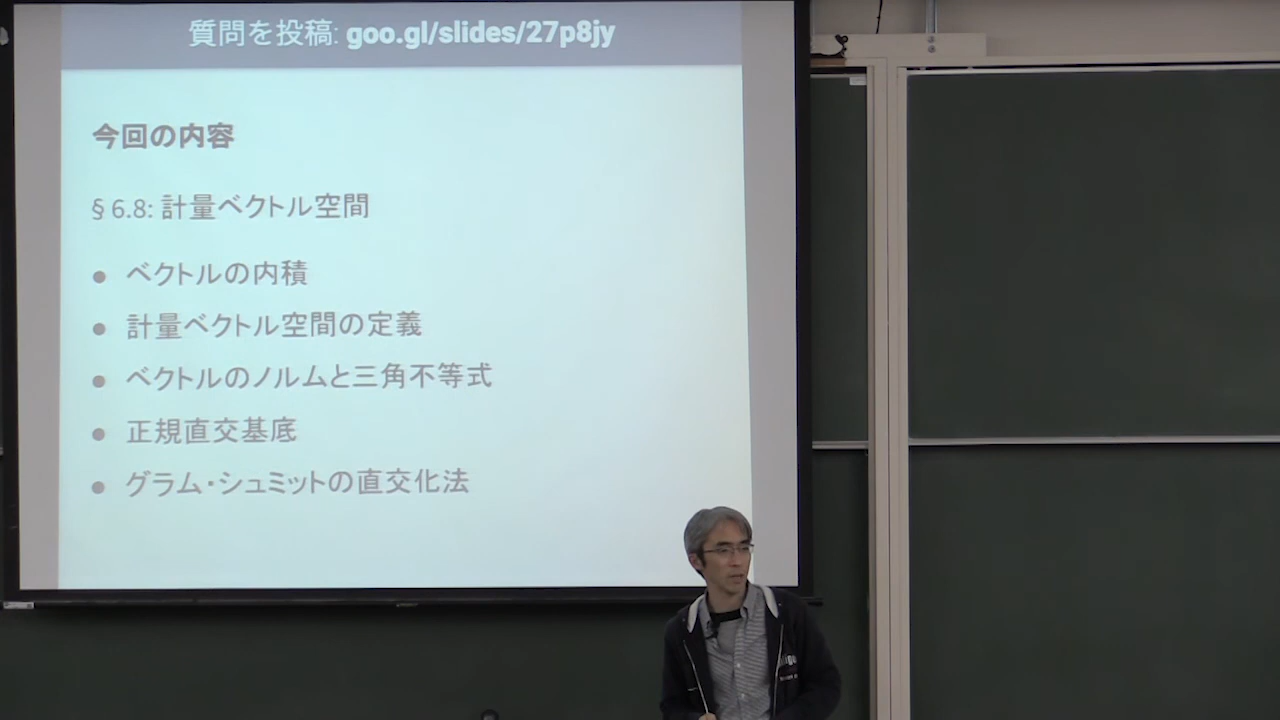 質問を投稿: goo.gl/slides/27p8jy
今回の内容
§ 6.8: 計量ベクトル空間
● ベクトルの内積
● 計量ベクトル空間の定義
● ベクトルのノルムと三角不等式
● 正規直交基底
● グラム・シュミットの直交化法